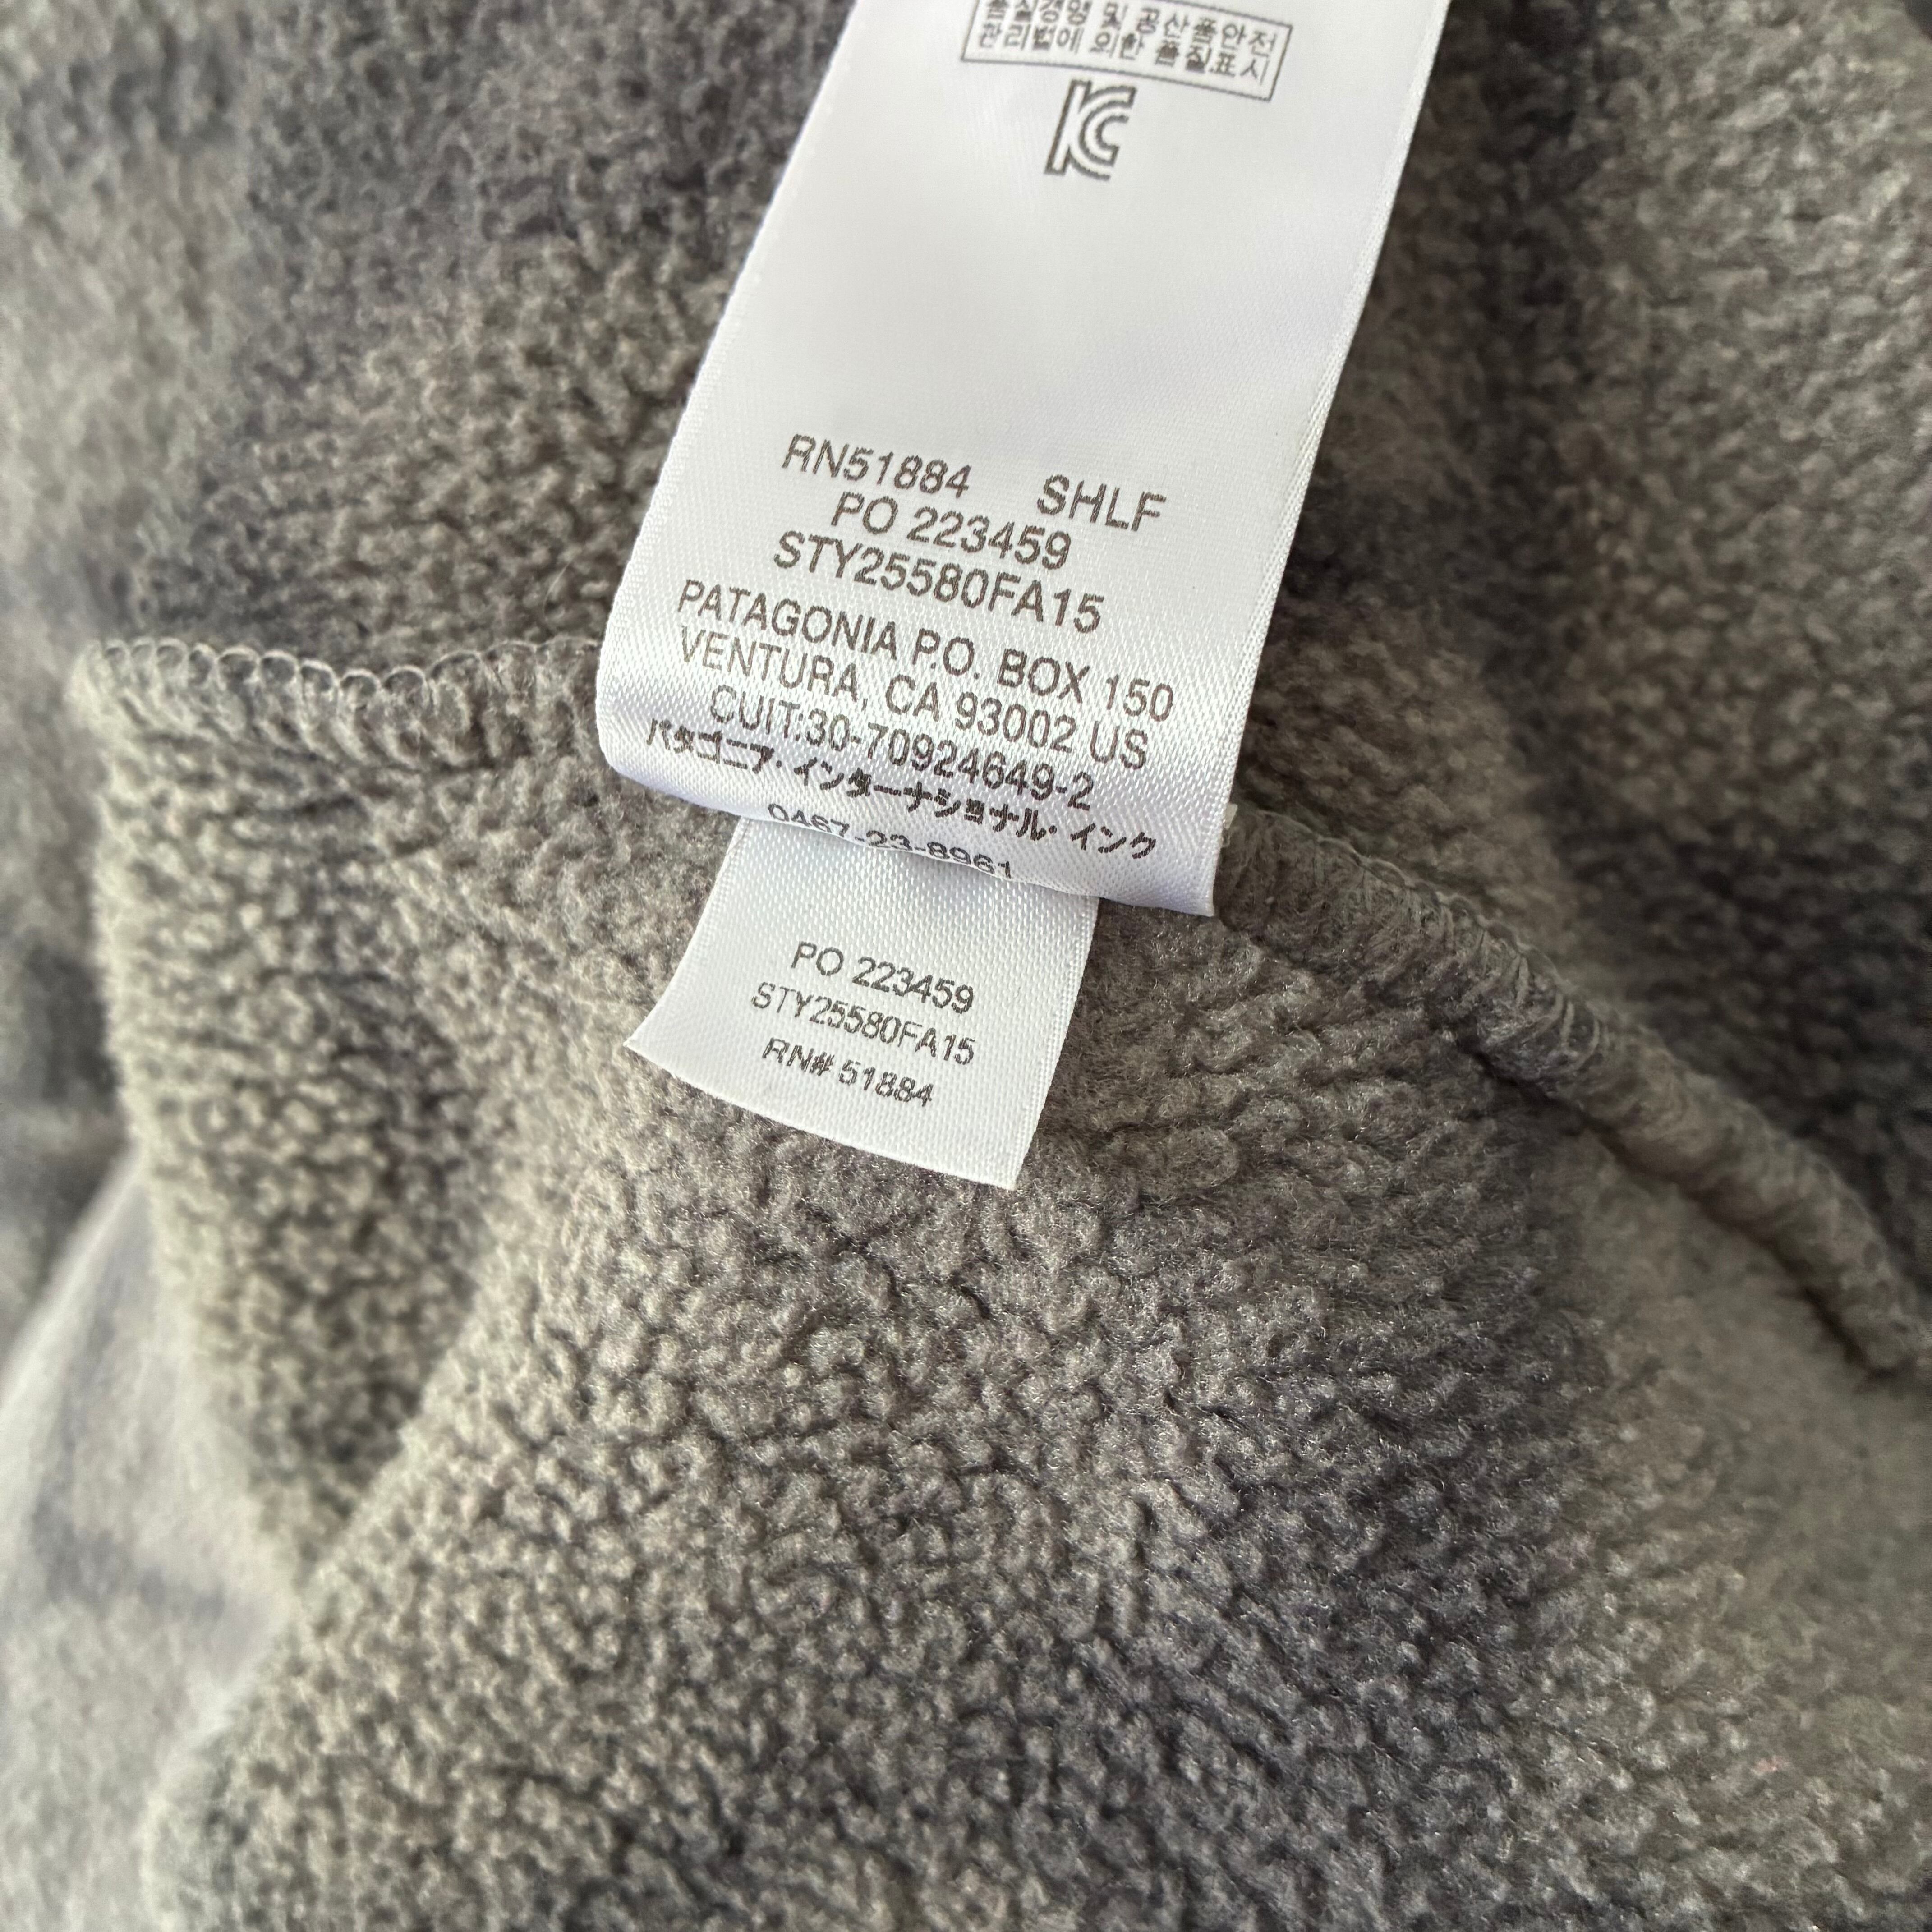 품질경영 및 공산품안전
관리법에 의한 품질표시
KC
RN51884 SHLF
PO 223459
STY25580FA15
PATAGONIA P.O. BOX 150
VENTURA, CA 93002 US
CUIT:30-70924649-2
パタゴニア・インターナショナル・インク
0467-23-8961
PO 223459
STY25580FA15
RN# 51884